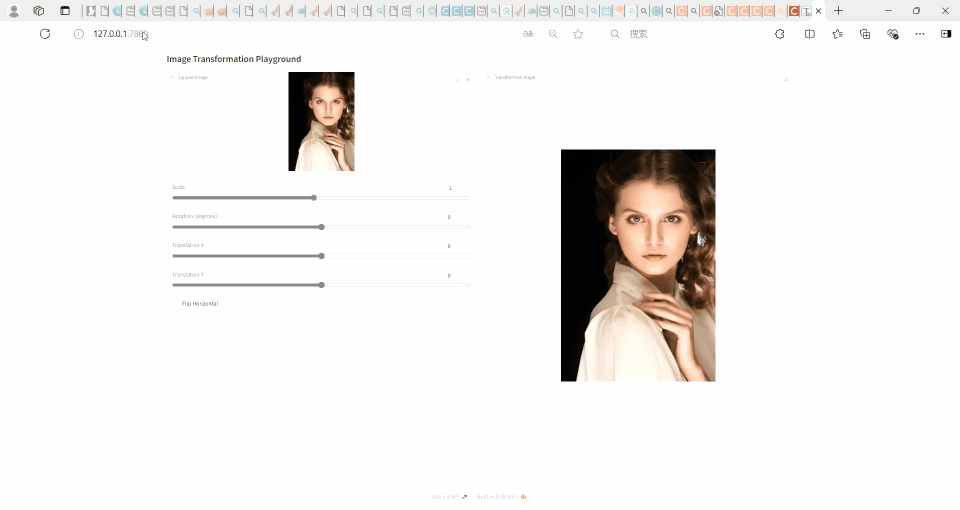 127.0.0.1:7860
搜索
Image Transformation Playground
Upload Image
Transformed Image
Scale
1
Rotation (degrees)
0
Translation X
0
Translation Y
0
Flip Horizontal
Use via API
Built with Gradio